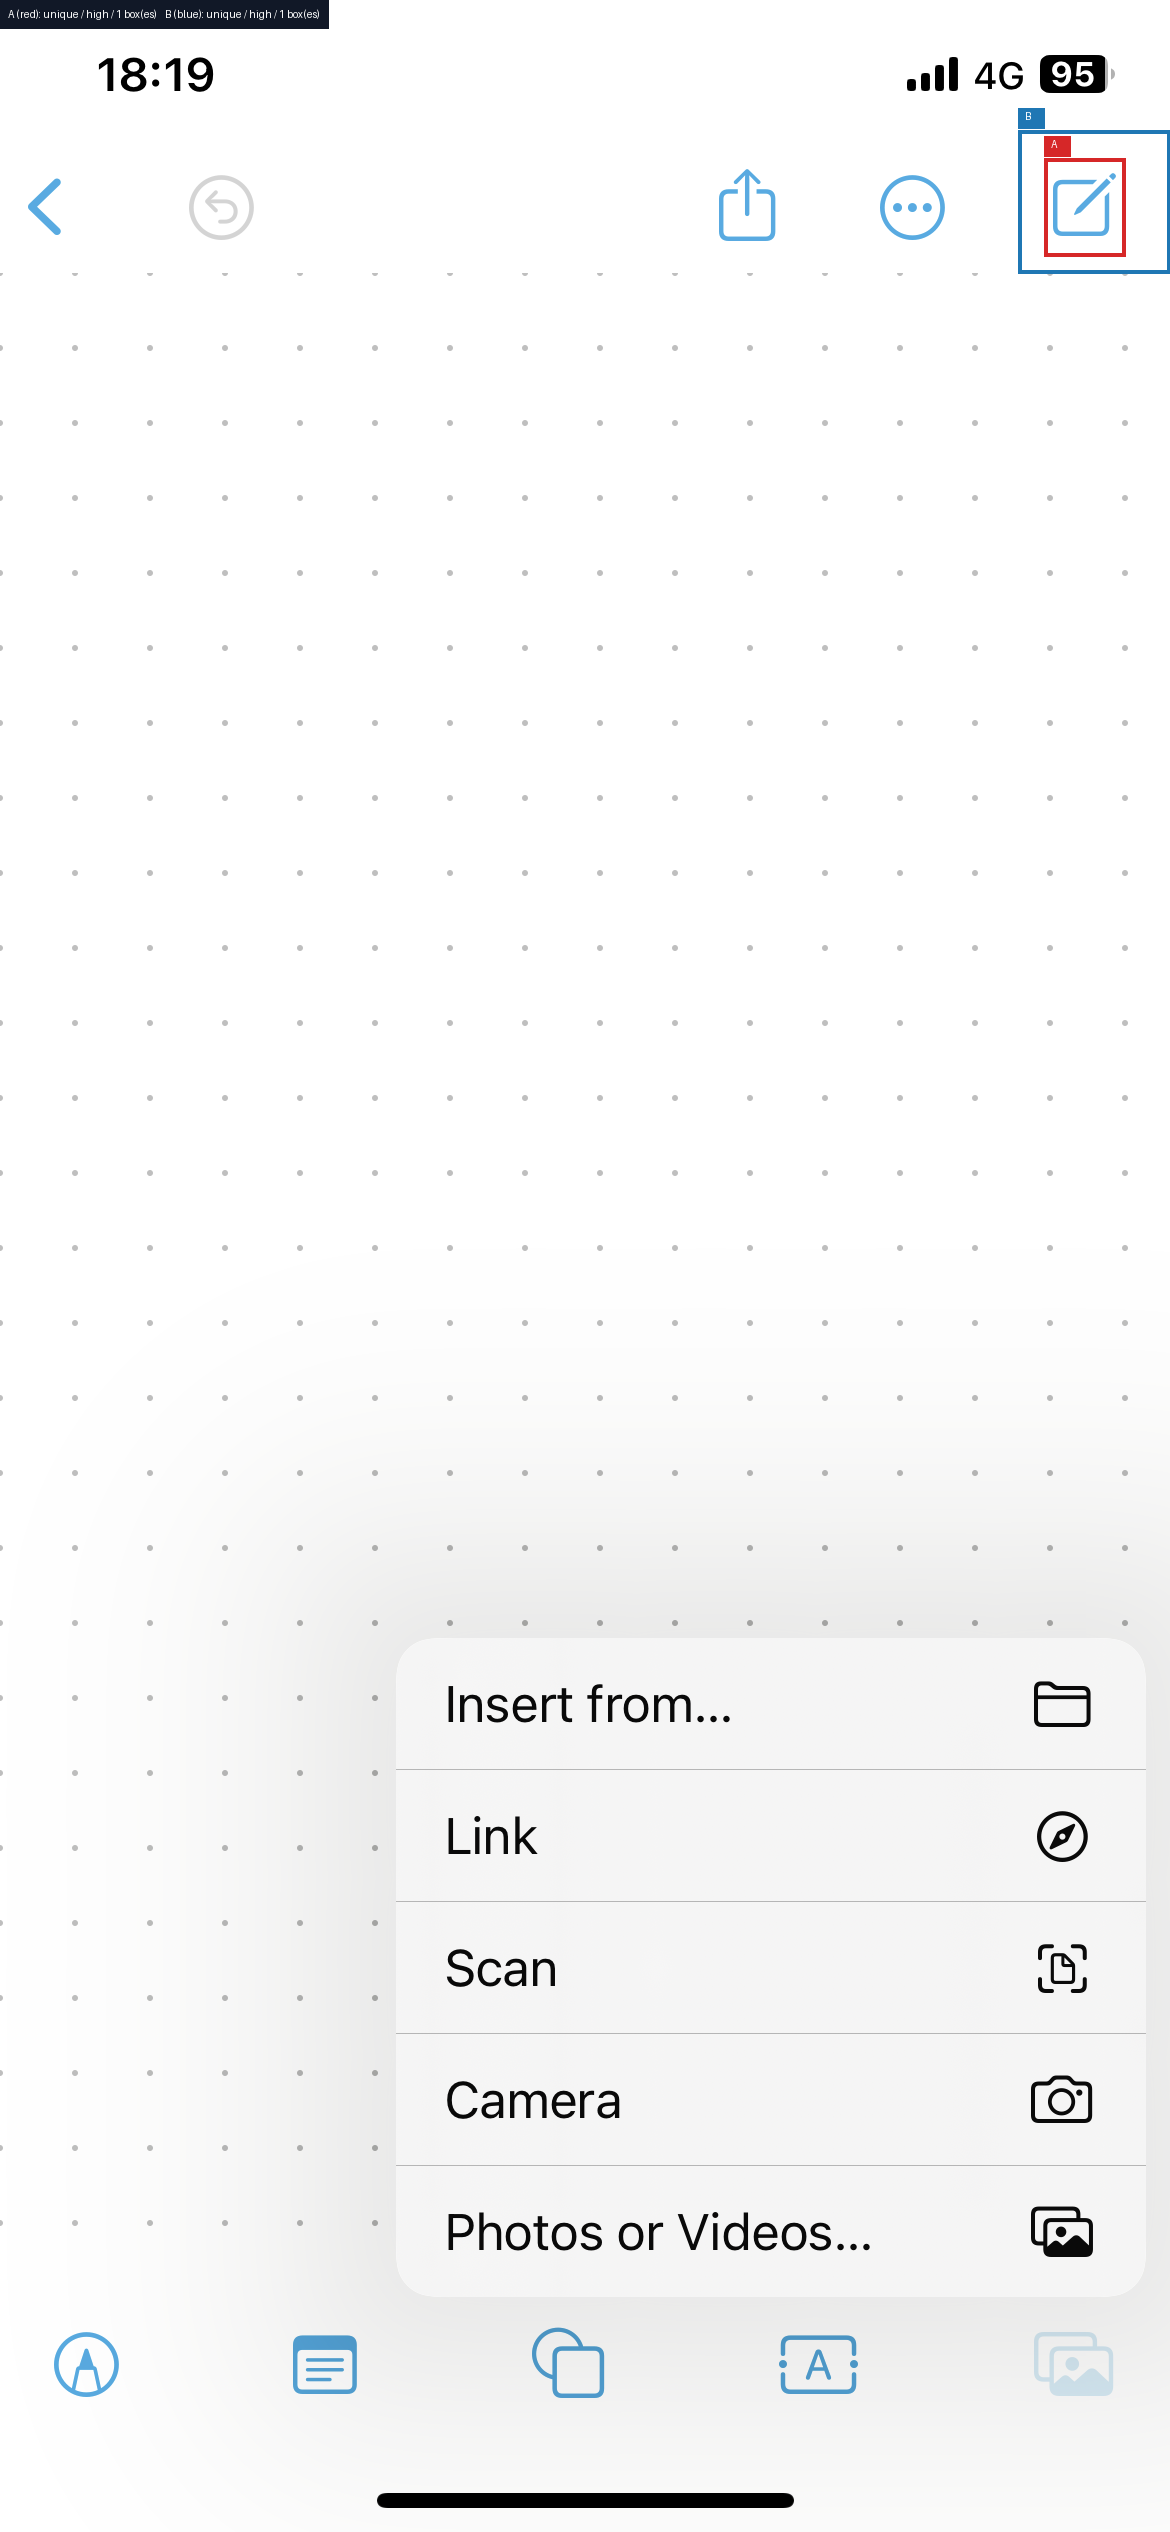 A (red): unique / high / 1 box(es) B (blue): unique / high / 1 box(es)
18:19 4G 95
B
A
Insert from...
Link
Scan
Camera
Photos or Videos...
A